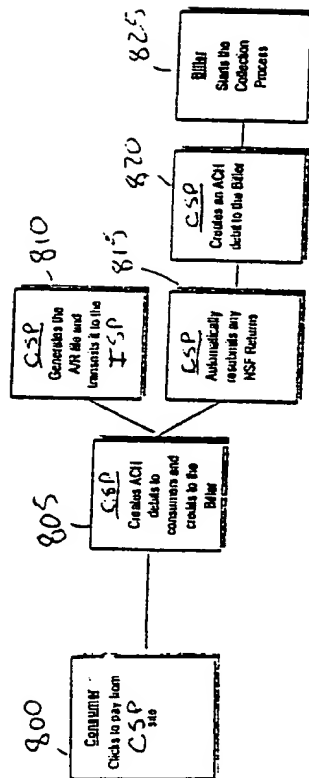 800
Consumer
Clicks to pay from
CSP
site
805
CSP
Creates ACH
debits to
consumers and
credits to the
Biller
810
CSP
Generates the
A/R file and
transmits it to the
ISP
815
CSP
Automatically
resubmits any
NSF Returns
820
CSP
Creates an ACH
debit to the Biller
825
Biller
Starts the
Collection
Process